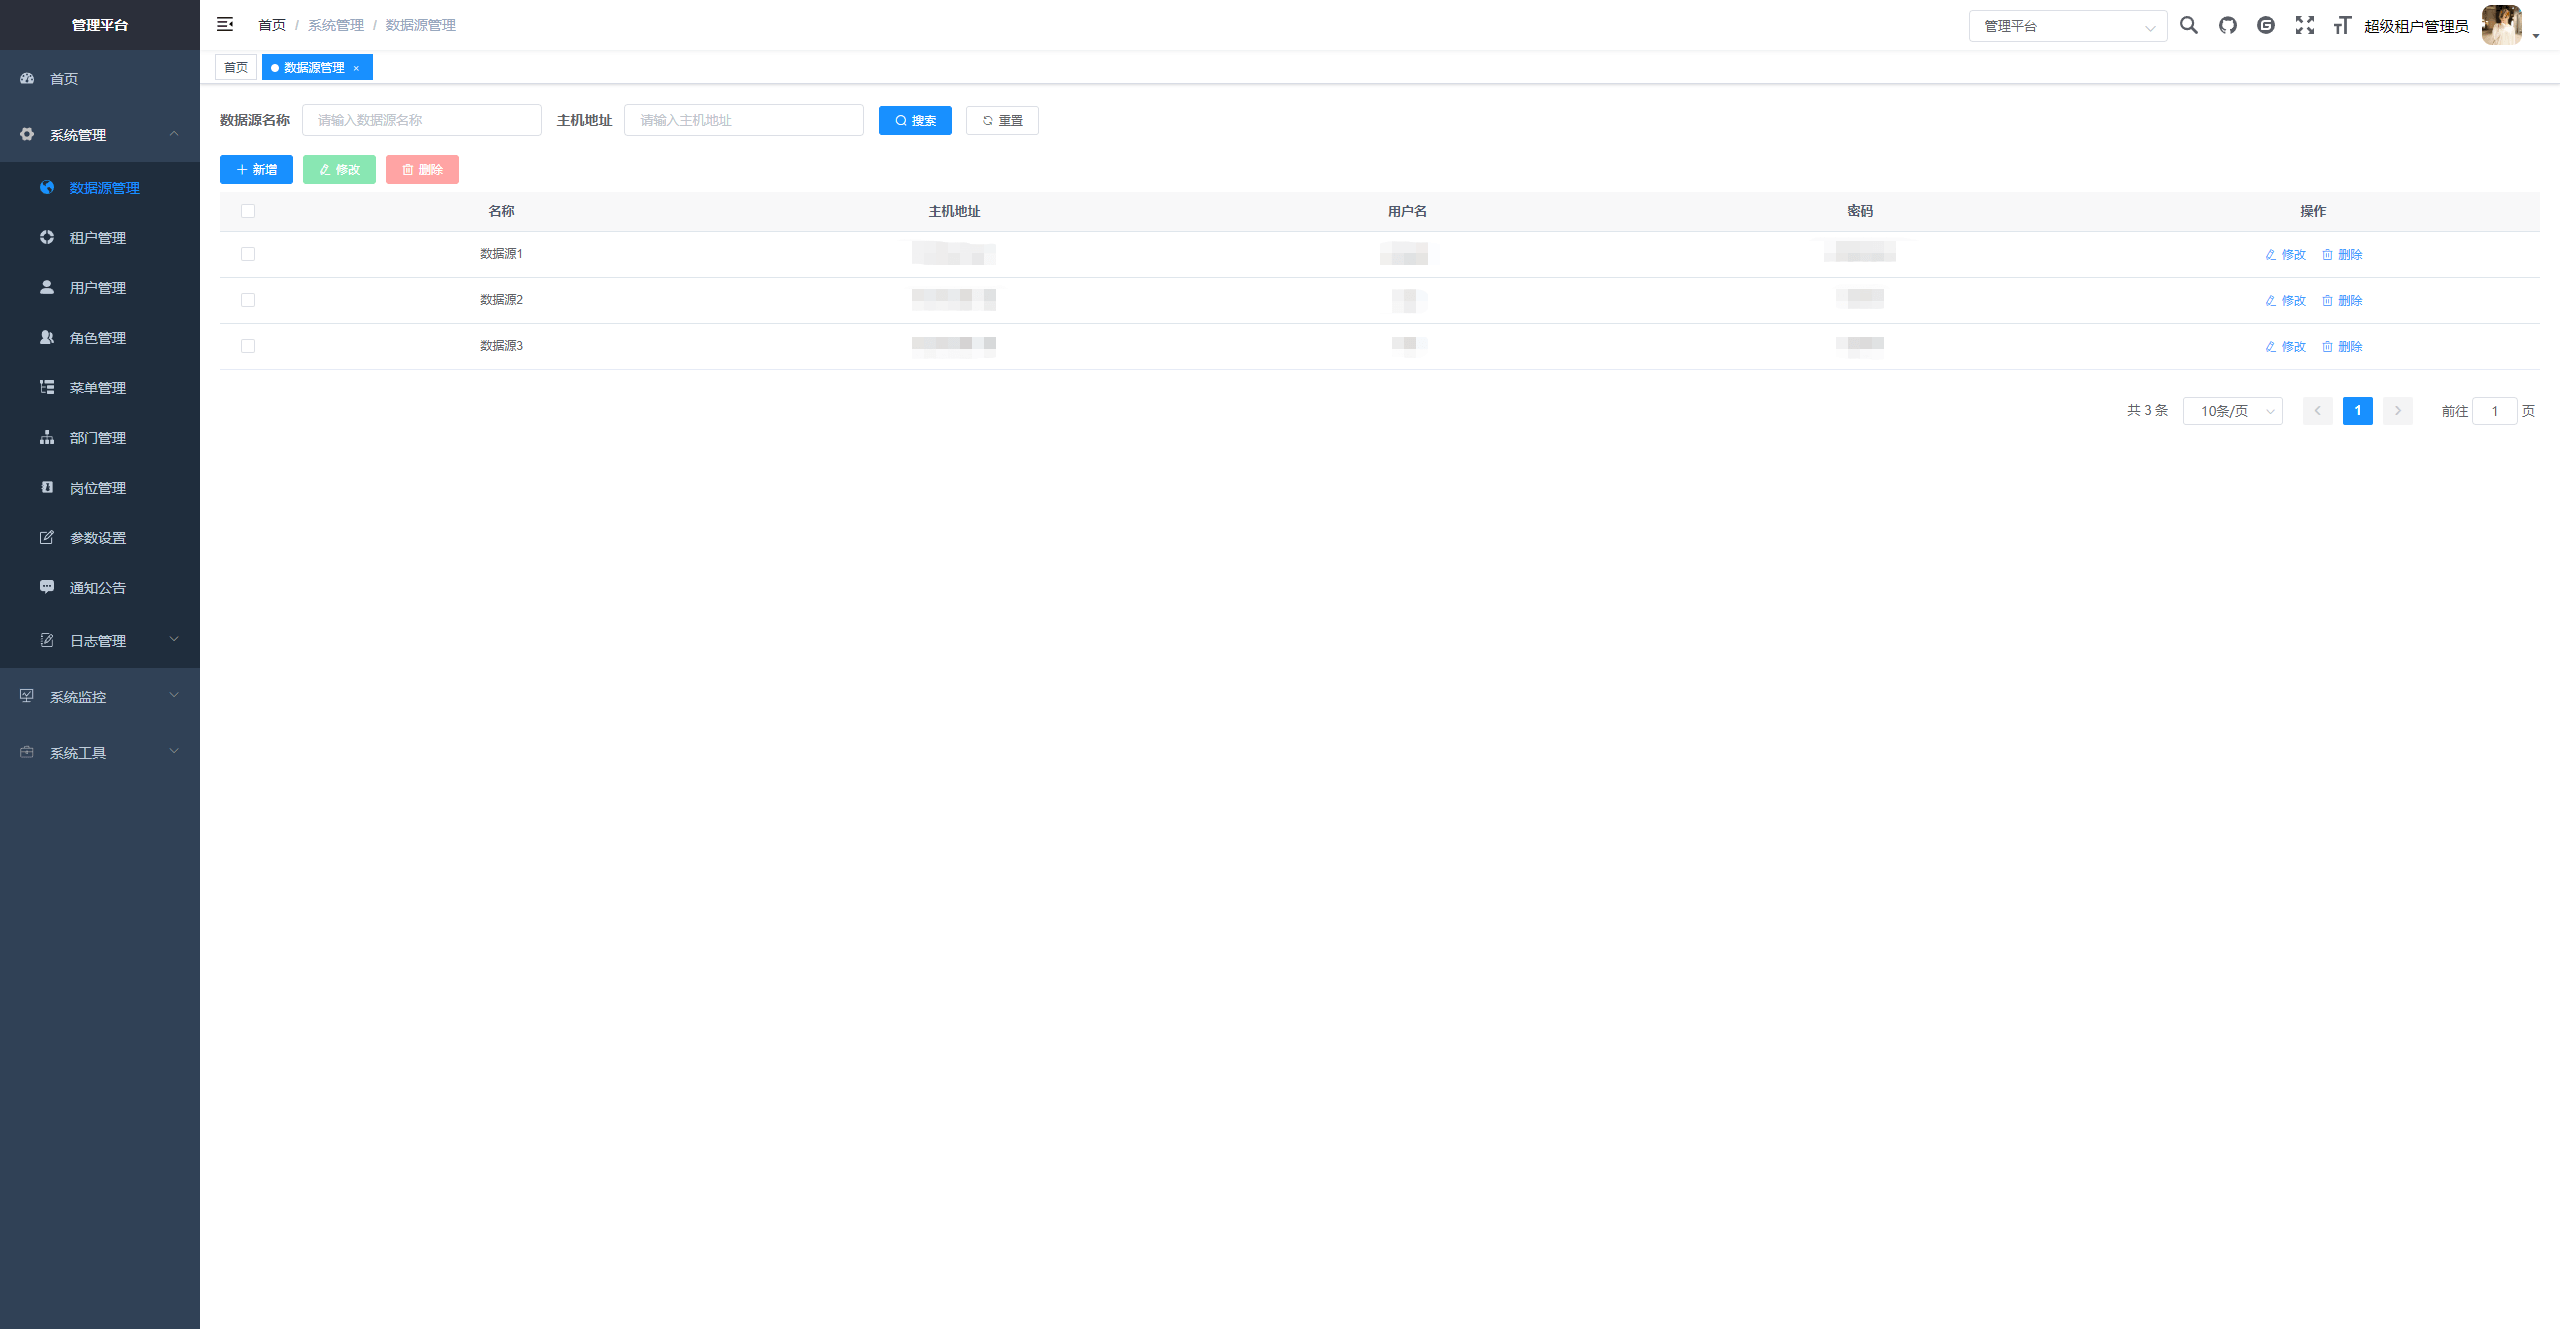 管理平台
首页
系统管理
数据源管理
租户管理
用户管理
角色管理
菜单管理
部门管理
岗位管理
参数设置
通知公告
日志管理
系统监控
系统工具
首页 / 系统管理 / 数据源管理
管理平台
超级租户管理员
首页
数据源管理 ×
数据源名称 请输入数据源名称 主机地址 请输入主机地址 搜索 重置
新增 修改 删除
名称 主机地址 用户名 密码 操作
数据源1 修改 删除
数据源2 修改 删除
数据源3 修改 删除
共 3 条 10条/页 1 前往 1 页